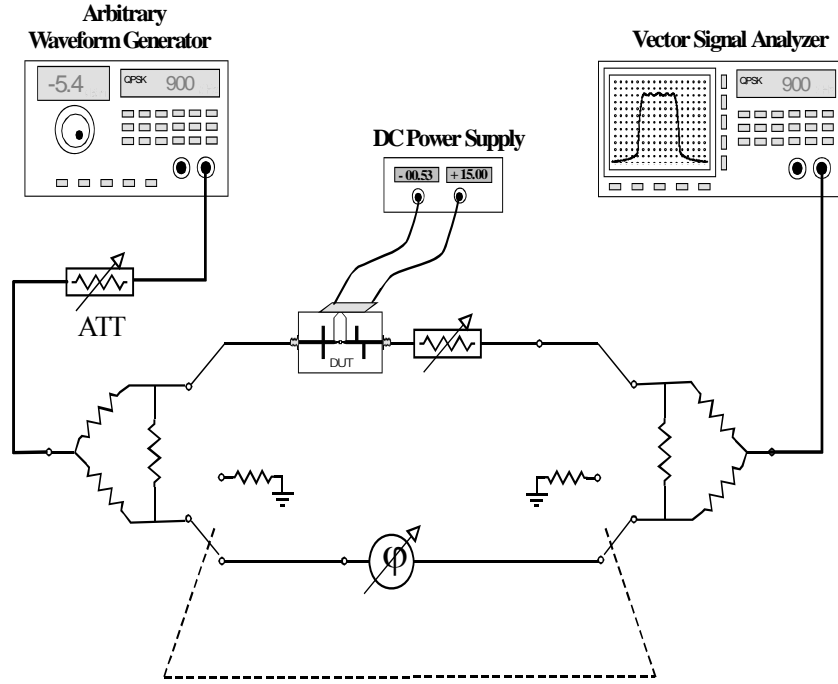 Arbitrary
Waveform Generator
Vector Signal Analyzer
-5.4
QPSK 900
QPSK 900
DC Power Supply
- 00.53 + 15.00
ATT
DUT
φ